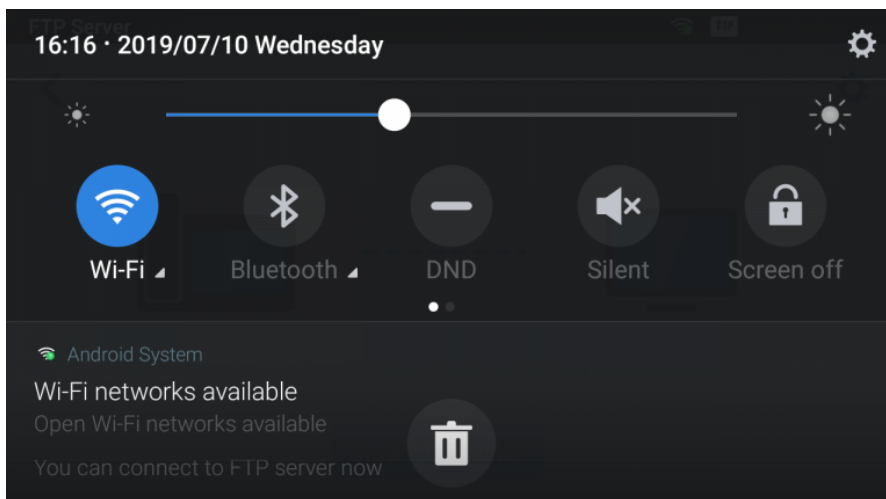 FTP Server
FTP
16:16 · 2019/07/10 Wednesday
Wi-Fi
Bluetooth
DND
Silent
Screen off
Android System
Wi-Fi networks available
Open Wi-Fi networks available
You can connect to FTP server now